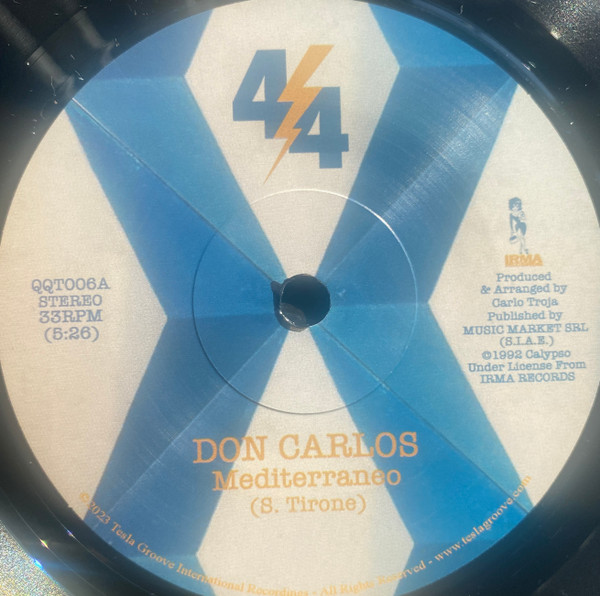 4 4
QQT006A
STEREO
33RPM
(5:26)
IRMA
Produced
& Arranged by
Carlo Troja
Published by
MUSIC MARKET SRL
(S.I.A.E.)
©1992 Calypso
Under License From
IRMA RECORDS
DON CARLOS
Mediterraneo
(S. Tirone)
©2023 Tesla Groove International Recordings • All Rights Reserved • www.teslagroove.com